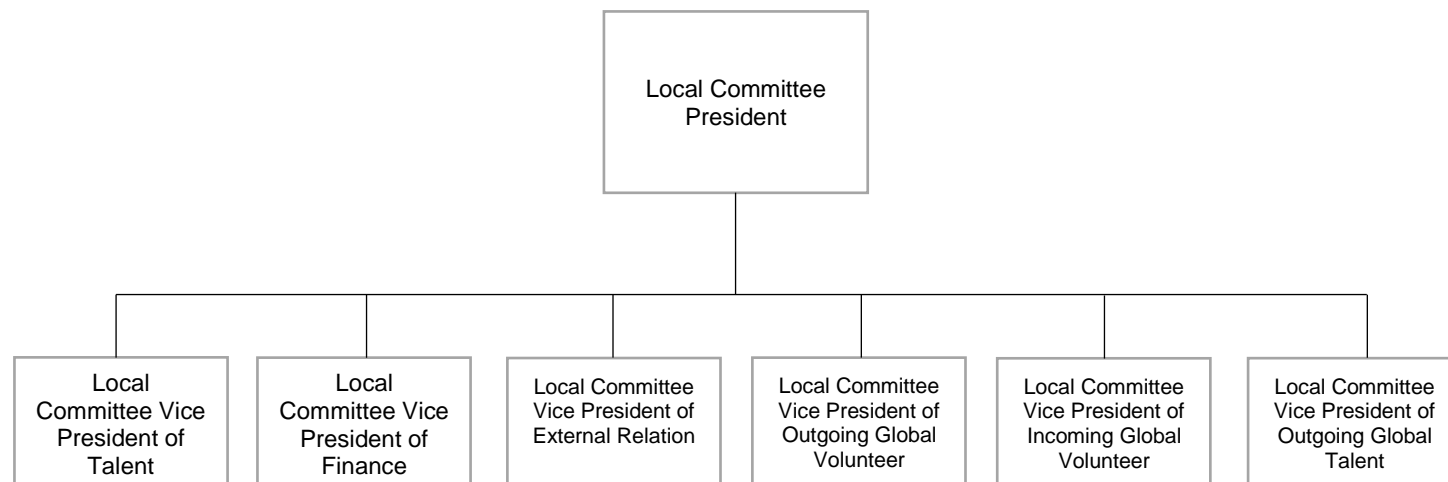 Local Committee
President
Local
Committee Vice
President of
Talent
Local
Committee Vice
President of
Finance
Local Committee
Vice President of
External Relation
Local Committee
Vice President of
Outgoing Global
Volunteer
Local Committee
Vice President of
Incoming Global
Volunteer
Local Committee
Vice President of
Outgoing Global
Talent